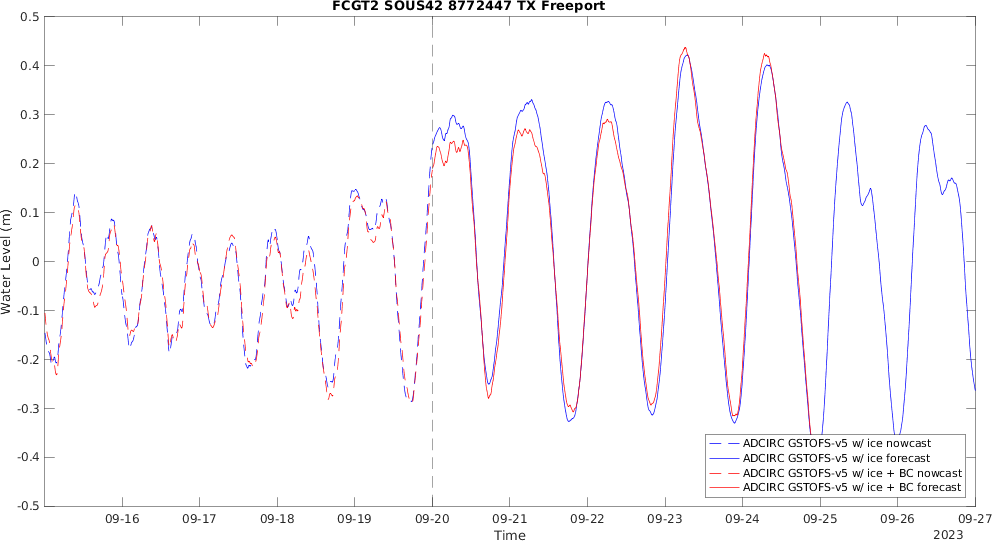 FCGT2 SOUS42 8772447 TX Freeport
0.5
0.4
0.3
0.2
0.1
0
-0.1
-0.2
-0.3
-0.4
-0.5
Water Level (m)
ADCIRC GSTOFS-v5 w/ ice nowcast
ADCIRC GSTOFS-v5 w/ ice forecast
ADCIRC GSTOFS-v5 w/ ice + BC nowcast
ADCIRC GSTOFS-v5 w/ ice + BC forecast
09-16 09-17 09-18 09-19 09-20 09-21 09-22 09-23 09-24 09-25 09-26 09-27
Time
2023